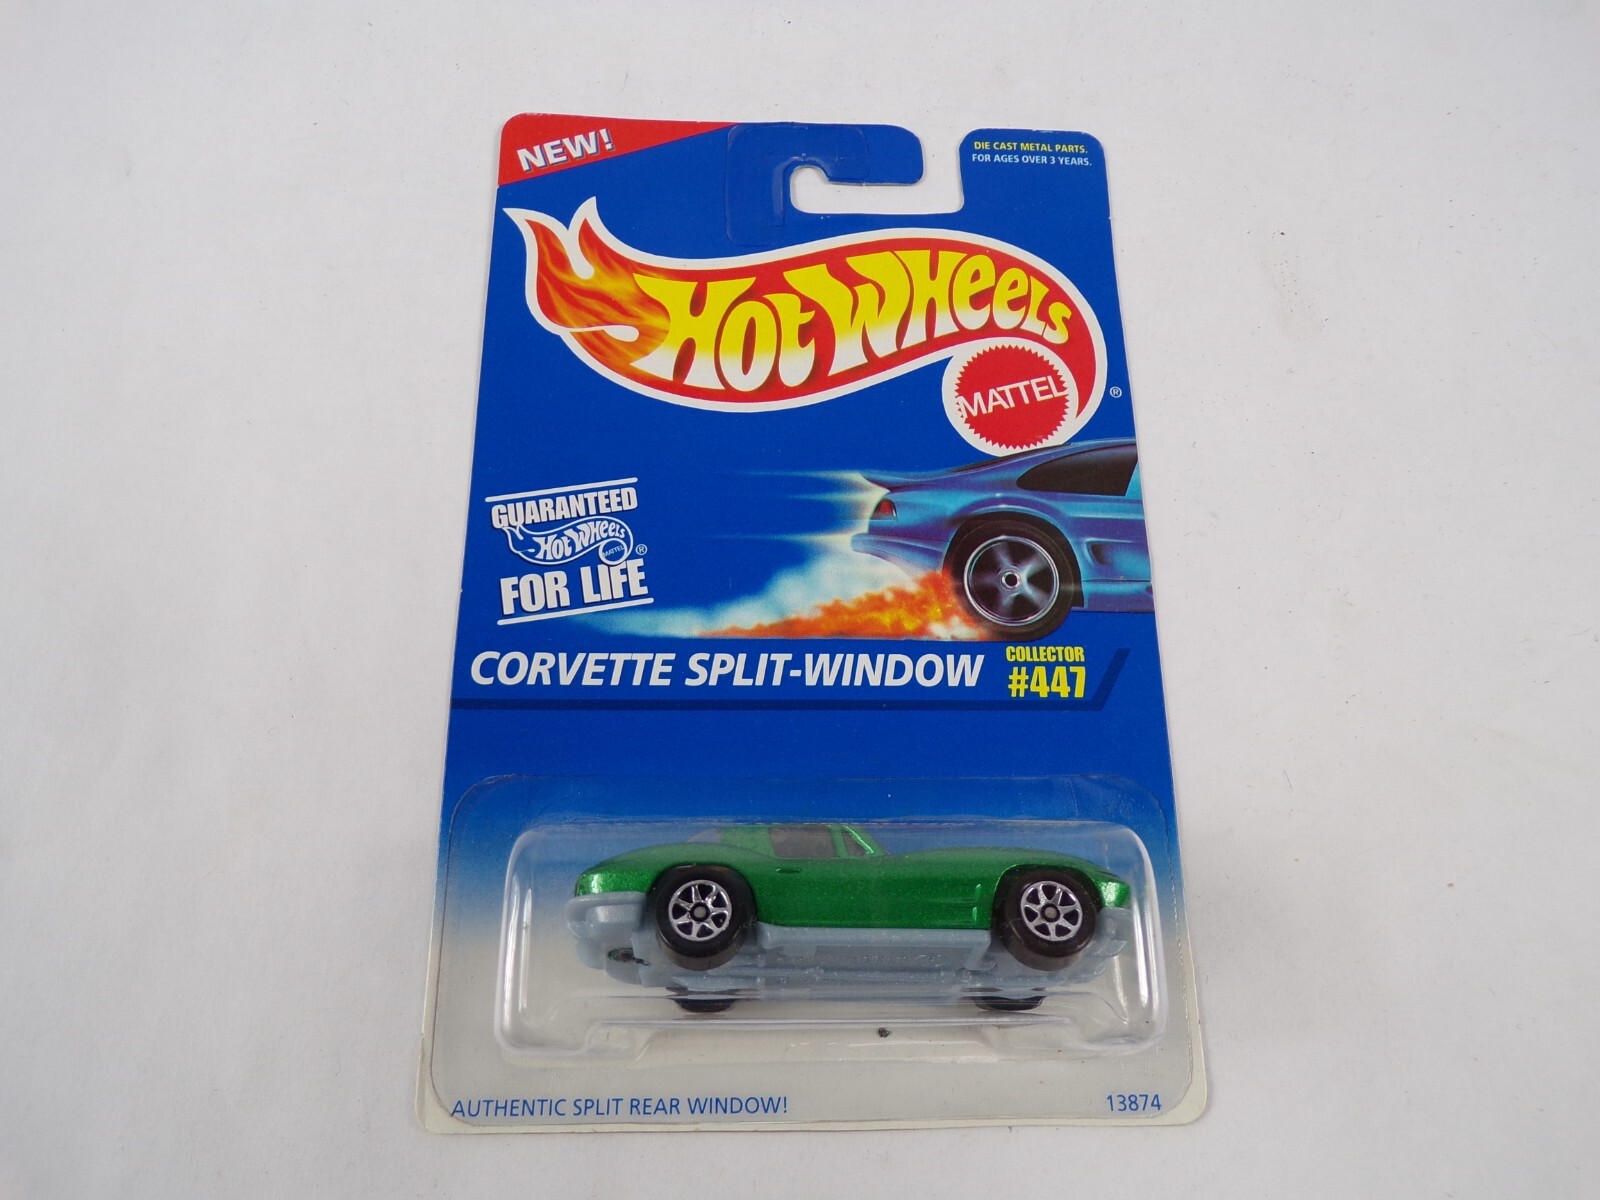 NEW!
DIE CAST METAL PARTS.
FOR AGES OVER 3 YEARS.
HOT WHEELS
MATTEL
®
GUARANTEED
HOT WHEELS
MATTEL
®
FOR LIFE
CORVETTE SPLIT-WINDOW
COLLECTOR
#447
AUTHENTIC SPLIT REAR WINDOW!
13874